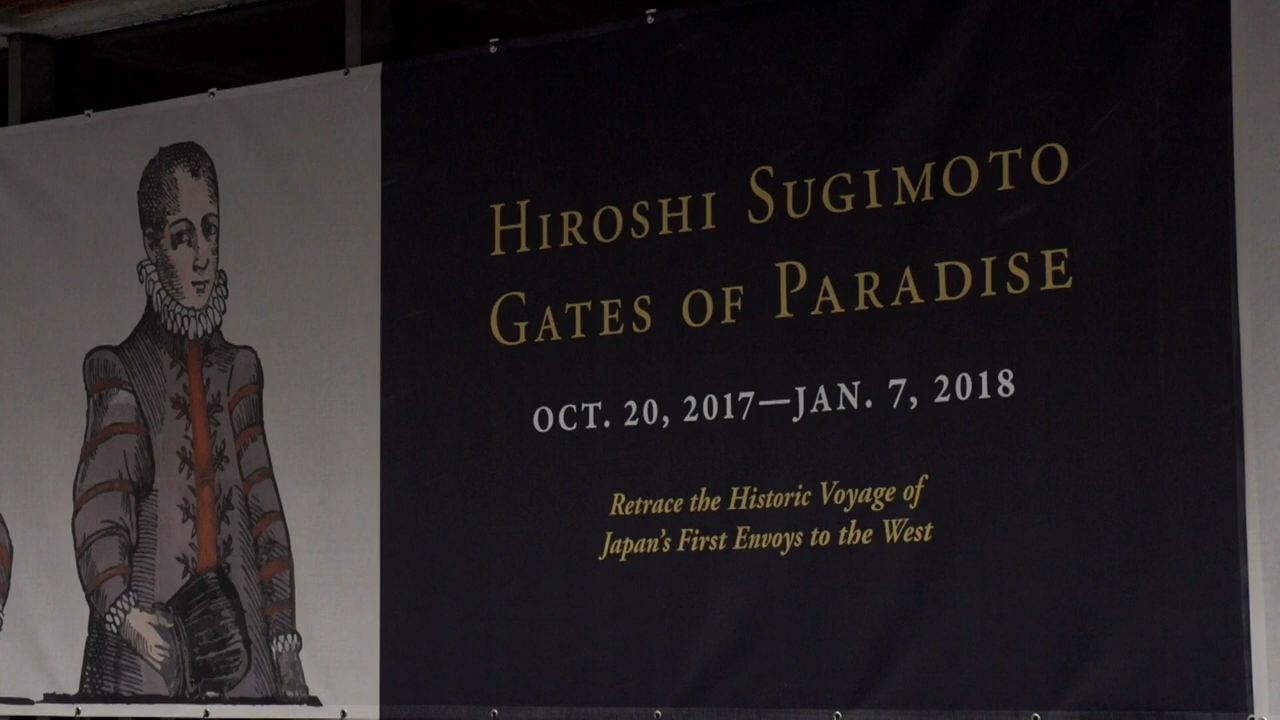 HIROSHI SUGIMOTO
GATES OF PARADISE
OCT. 20, 2017—JAN. 7, 2018
Retrace the Historic Voyage of
Japan's First Envoys to the West